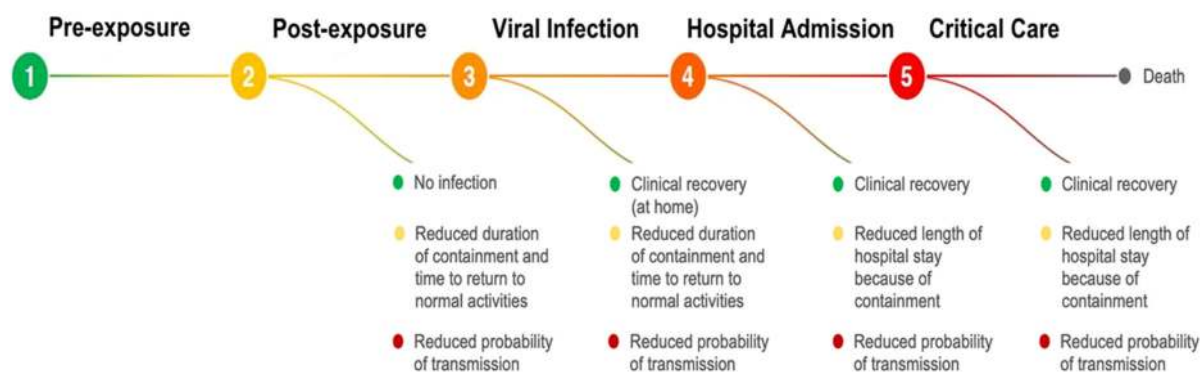 Pre-exposure
Post-exposure
Viral Infection
Hospital Admission
Critical Care
1
2
3
4
5
Death
No infection
Reduced duration
of containment and
time to return to
normal activities
Reduced probability
of transmission
Clinical recovery
(at home)
Reduced duration
of containment and
time to return to
normal activities
Reduced probability
of transmission
Clinical recovery
Reduced length of
hospital stay
because of
containment
Reduced probability
of transmission
Clinical recovery
Reduced length of
hospital stay
because of
containment
Reduced probability
of transmission